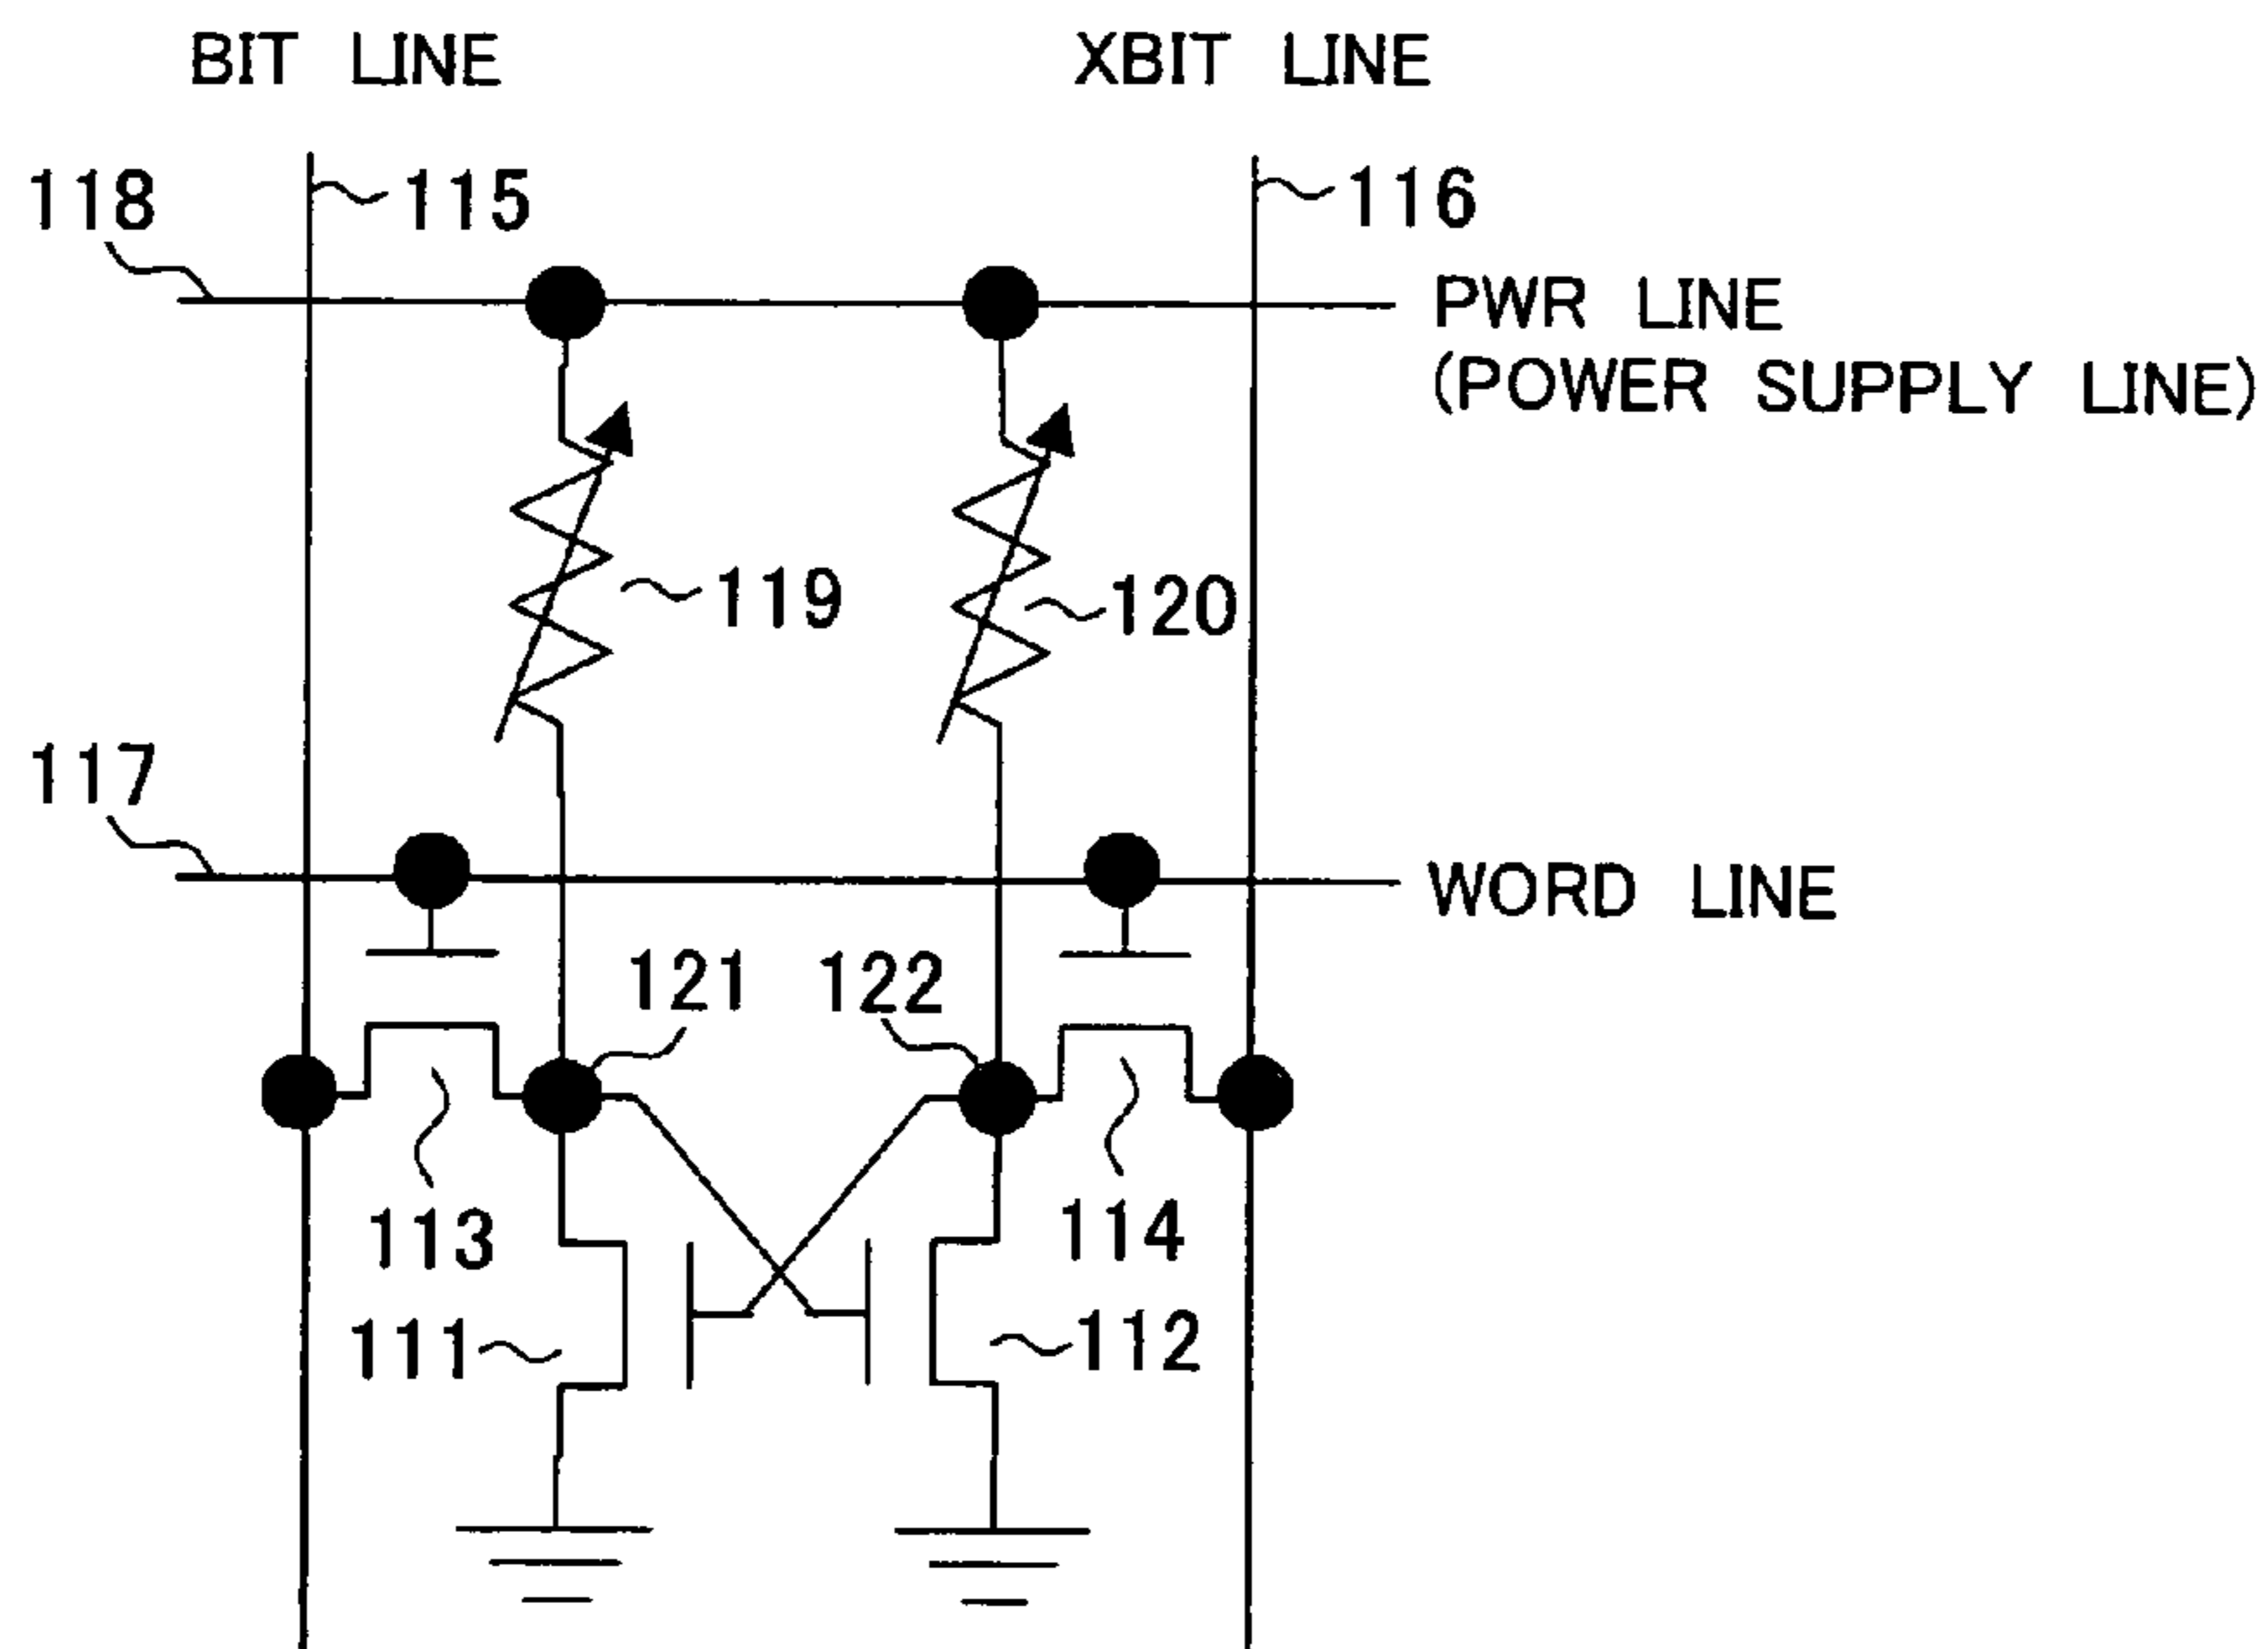 BIT LINE
XBIT LINE
118
115
116
PWR LINE
(POWER SUPPLY LINE)
119
120
117
WORD LINE
121
122
113
114
111
112